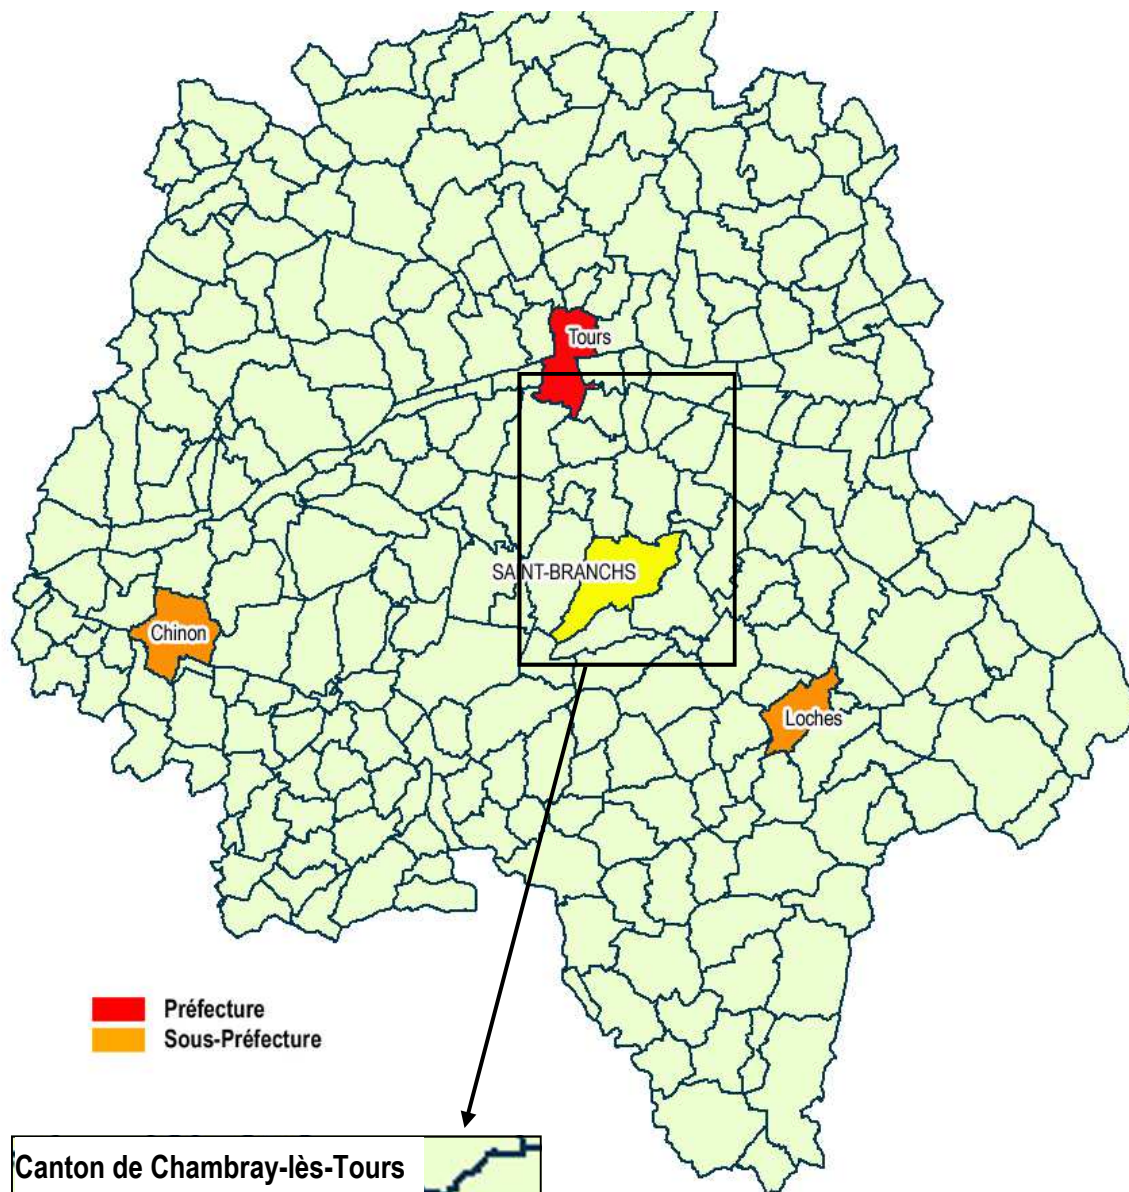 Tours
SAINT-BRANCHS
Chinon
Loches
Préfecture
Sous-Préfecture
Canton de Chambray-lès-Tours